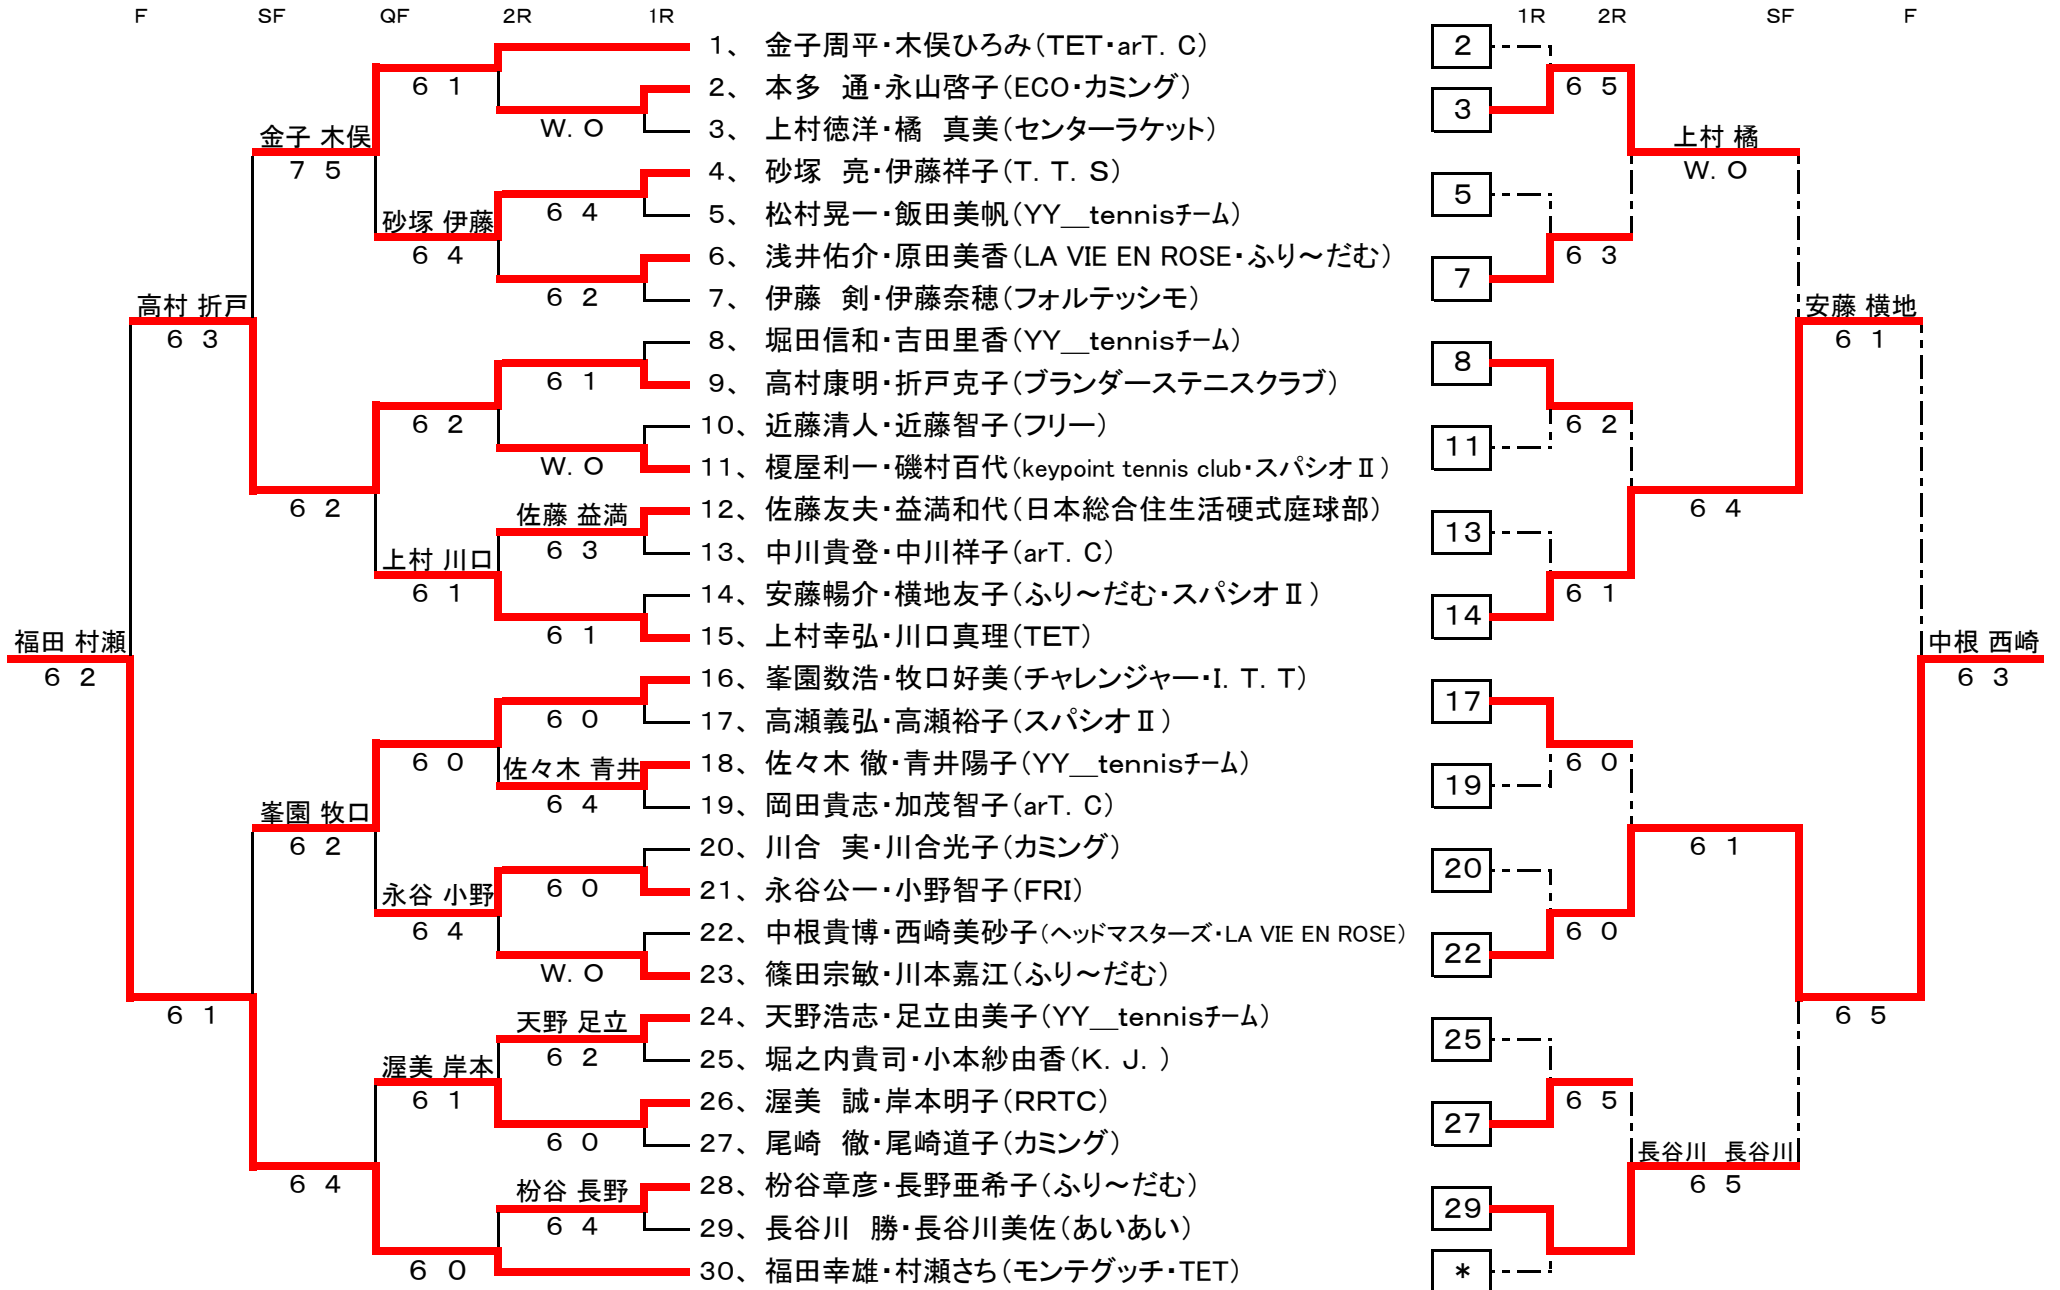 F SF QF 2R 1R 1R 2R SF F
1、 金子周平・木俣ひろみ(TET・arT. C) 2
6 1 6 5
2、 本多 通・永山啓子(ECO・カミング) 3
W. O
3、 上村徳洋・橘 真美(センターラケット)
金子 木俣 上村 橘
7 5 W. O
4、 砂塚 亮・伊藤祥子(T. T. S) 5
6 4
5、 松村晃一・飯田美帆(YY__tennisチーム)
砂塚 伊藤
6 4 6 3
6、 浅井佑介・原田美香(LA VIE EN ROSE・ふり～だむ) 7
6 2
7、 伊藤 剣・伊藤奈穂(フォルテッシモ)
高村 折戸 安藤 横地
6 3 6 1
8、 堀田信和・吉田里香(YY__tennisチーム) 8
6 1
9、 高村康明・折戸克子(ブランダーステニスクラブ)
6 2 6 2
10、 近藤清人・近藤智子(フリー) 11
W. O
11、 榎屋利一・磯村百代(keypoint tennis club・スパシオⅡ)
6 2 6 4
佐藤 益満
12、 佐藤友夫・益満和代(日本総合住生活硬式庭球部) 13
6 3
13、 中川貴登・中川祥子(arT. C)
上村 川口
6 1 6 1
14、 安藤暢介・横地友子(ふり～だむ・スパシオⅡ) 14
6 1
15、 上村幸弘・川口真理(TET)
福田 村瀬 中根 西崎
6 2 6 3
16、 峯園数浩・牧口好美(チャレンジャー・I. T. T) 17
6 0
17、 高瀬義弘・高瀬裕子(スパシオⅡ)
6 0 6 0
佐々木 青井
18、 佐々木 徹・青井陽子(YY__tennisチーム) 19
6 4
19、 岡田貴志・加茂智子(arT. C)
峯園 牧口
6 2 6 1
20、 川合 実・川合光子(カミング) 20
6 0
21、 永谷公一・小野智子(FRI)
永谷 小野
6 4 6 0
22、 中根貴博・西崎美砂子(ヘッドマスターズ・LA VIE EN ROSE) 22
W. O
23、 篠田宗敏・川本嘉江(ふり～だむ)
6 1 6 5
天野 足立
24、 天野浩志・足立由美子(YY__tennisチーム) 25
6 2
25、 堀之内貴司・小本紗由香(K. J. )
渥美 岸本
6 1 6 5
26、 渥美 誠・岸本明子(RRTC) 27
6 0
27、 尾崎 徹・尾崎道子(カミング)
長谷川 長谷川
6 4 6 5
枌谷 長野
28、 枌谷章彦・長野亜希子(ふり～だむ) 29
6 4
29、 長谷川 勝・長谷川美佐(あいあい)
6 0
30、 福田幸雄・村瀬さち(モンテグッチ・TET) *